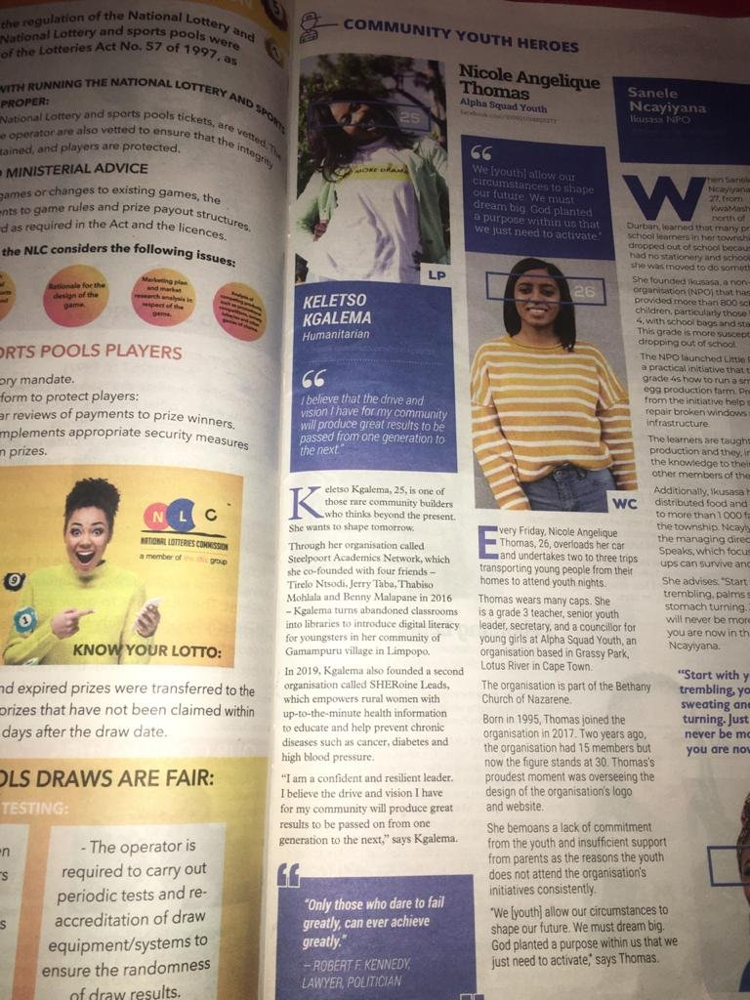 the regulation of the National Lottery and
National Lottery and sports pools were
of the Lotteries Act No. 57 of 1997, as
WITH RUNNING THE NATIONAL LOTTERY AND SPORTS
PROPER:
National Lottery and sports pools tickets, are vetted. The
operator are also vetted to ensure that the integrity
tained, and players are protected.
MINISTERIAL ADVICE
games or changes to existing games, the
nts to game rules and prize payout structures.
d as required in the Act and the licences.
the NLC considers the following issues:
Rationale for the
design of the
game.
Marketing plan
and market
research analysis in
respect of the
game.
ORTS POOLS PLAYERS
ory mandate.
form to protect players:
ar reviews of payments to prize winners.
mplements appropriate security measures
n prizes.
N L C
NATIONAL LOTTERIES COMMISSION
a member of the dtic group
9
1
KNOW YOUR LOTTO:
nd expired prizes were transferred to the
prizes that have not been claimed within
days after the draw date.
OLS DRAWS ARE FAIR:
TESTING:
- The operator is
required to carry out
periodic tests and re-
accreditation of draw
equipment/systems to
ensure the randomness
of draw results.
COMMUNITY YOUTH HEROES
25
MORE DRAMA
LP
KELETSO
KGALEMA
Humanitarian
“
I believe that the drive and
vision I have for my community
will produce great results to be
passed from one generation to
the next.”
Keletso Kgalema, 25, is one of
those rare community builders
who thinks beyond the present.
She wants to shape tomorrow.
Through her organisation called
Steelpoort Academics Network, which
she co-founded with four friends –
Tirelo Ntsodi, Jerry Taba, Thabiso
Mohlala and Benny Malapane in 2016
– Kgalema turns abandoned classrooms
into libraries to introduce digital literacy
for youngsters in her community of
Gamampuru village in Limpopo.
In 2019, Kgalema also founded a second
organisation called SHERoine Leads,
which empowers rural women with
up-to-the-minute health information
to educate and help prevent chronic
diseases such as cancer, diabetes and
high blood pressure.
“I am a confident and resilient leader.
I believe the drive and vision I have
for my community will produce great
results to be passed on from one
generation to the next,” says Kgalema.
“
“Only those who dare to fail
greatly, can ever achieve
greatly.”
– ROBERT F. KENNEDY,
LAWYER, POLITICIAN
Nicole Angelique
Thomas
Alpha Squad Youth
“
We [youth] allow our
circumstances to shape
our future. We must
dream big. God planted
a purpose within us that
we just need to activate.”
26
WC
Every Friday, Nicole Angelique
Thomas, 26, overloads her car
and undertakes two to three trips
transporting young people from their
homes to attend youth nights.
Thomas wears many caps. She
is a grade 3 teacher, senior youth
leader, secretary, and a councillor for
young girls at Alpha Squad Youth, an
organisation based in Grassy Park,
Lotus River in Cape Town.
The organisation is part of the Bethany
Church of Nazarene.
Born in 1995, Thomas joined the
organisation in 2017. Two years ago,
the organisation had 15 members but
now the figure stands at 30. Thomas’s
proudest moment was overseeing the
design of the organisation’s logo
and website.
She bemoans a lack of commitment
from the youth and insufficient support
from parents as the reasons the youth
does not attend the organisation’s
initiatives consistently.
“We [youth] allow our circumstances to
shape our future. We must dream big.
God planted a purpose within us that we
just need to activate,” says Thomas.
Sanele
Ncayiyana
Ikusasa NPO
When Sanele
Ncayiyana
27, from
KwaMash
north of
Durban, learned that many pr
school learners in her township
dropped out of school because
had no stationery and school
she was moved to do someth
She founded Ikusasa, a non-
organisation (NPO) that has
provided more than 800 sc
children, particularly those
4, with school bags and sta
This grade is more suscept
dropping out of school.
The NPO launched Little
a practical initiative that t
grade 4s how to run a sm
egg production farm. Pr
from the initiative help
repair broken windows
infrastructure.
The learners are taught
production and they, in
the knowledge to their
other members of the
Additionally, Ikusasa h
distributed food and
to more than 1 000 fa
the township. Ncayiy
the managing direc
Speaks, which focus
ups can survive and
She advises: “Start
trembling, palms s
stomach turning.
will never be more
you are now in th
Ncayiyana.
“Start with y
trembling, yo
sweating and
turning. Just
never be mo
you are now